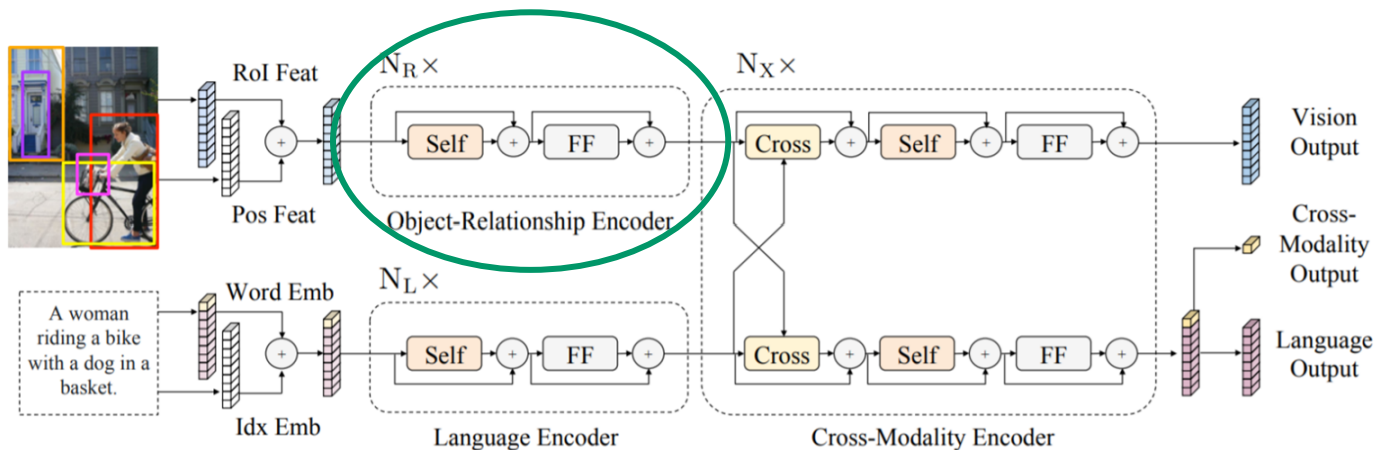 RoI Feat
Pos Feat
N_R×
Self
+
FF
+
Object-Relationship Encoder
N_X×
Cross
+
Self
+
FF
+
Vision
Output
Cross-
Modality
Output
A woman
riding a bike
with a dog in a
basket.
Word Emb
+
Idx Emb
N_L×
Self
+
FF
+
Language Encoder
Cross
+
Self
+
FF
+
Cross-Modality Encoder
Language
Output